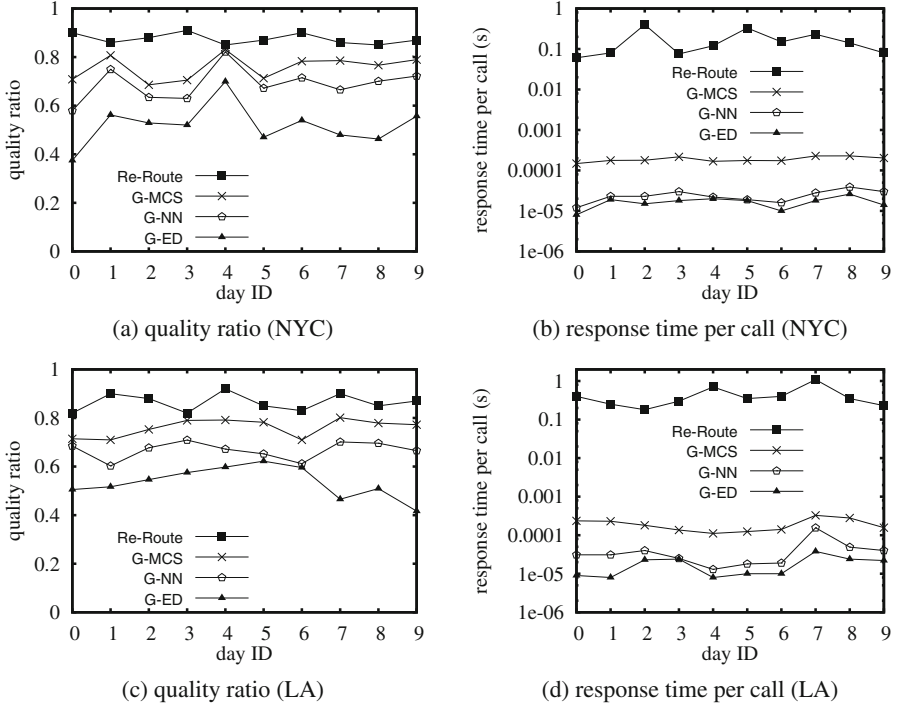 1
0.8
0.6
0.4
0.2
0
quality ratio
Re-Route
G-MCS
G-NN
G-ED
0 1 2 3 4 5 6 7 8 9
day ID
(a) quality ratio (NYC)
1
0.1
0.01
0.001
0.0001
1e-05
1e-06
response time per call (s)
Re-Route
G-MCS
G-NN
G-ED
0 1 2 3 4 5 6 7 8 9
day ID
(b) response time per call (NYC)
1
0.8
0.6
0.4
0.2
0
quality ratio
Re-Route
G-MCS
G-NN
G-ED
0 1 2 3 4 5 6 7 8 9
day ID
(c) quality ratio (LA)
1
0.1
0.01
0.001
0.0001
1e-05
1e-06
response time per call (s)
Re-Route
G-MCS
G-NN
G-ED
0 1 2 3 4 5 6 7 8 9
day ID
(d) response time per call (LA)